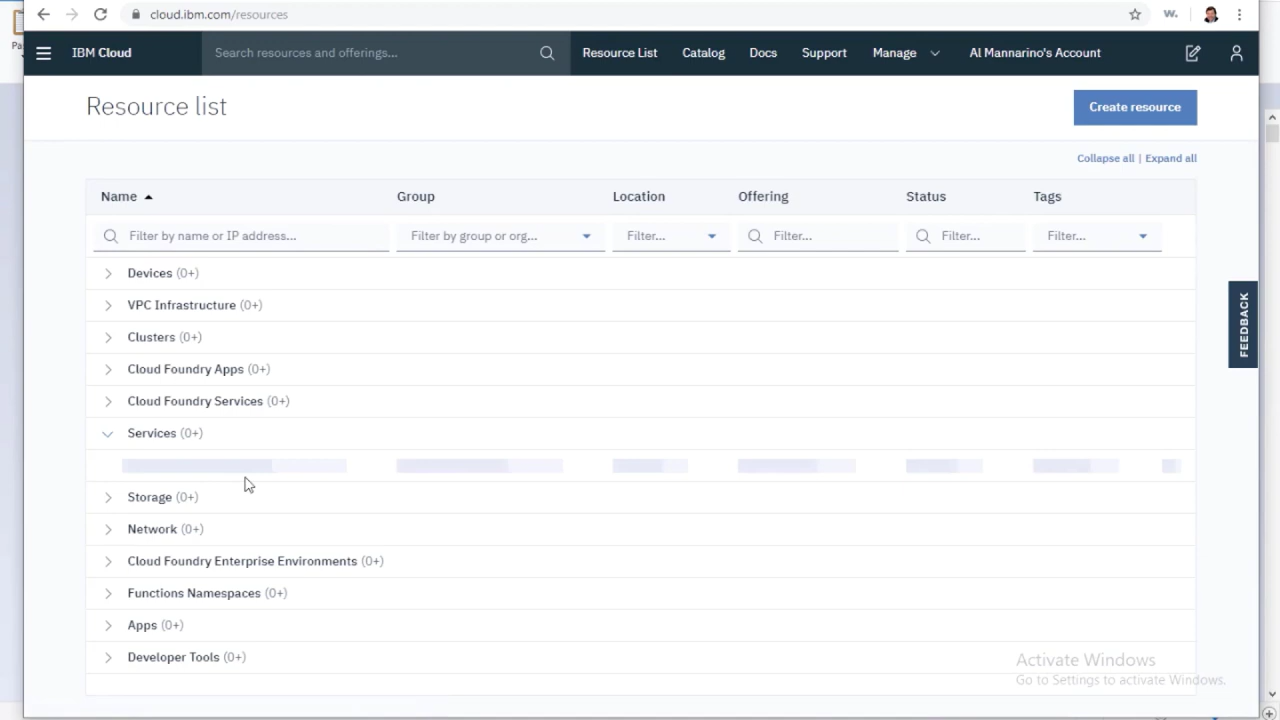 Pa
cloud.ibm.com/resources
w.
IBM Cloud
Search resources and offerings...
Resource List
Catalog
Docs
Support
Manage
Al Mannarino's Account
Resource list
Create resource
Collapse all | Expand all
Name Group Location Offering Status Tags
Filter by name or IP address... Filter by group or org... Filter... Filter... Filter... Filter...
Devices (0+)
VPC Infrastructure (0+)
FEEDBACK
Clusters (0+)
Cloud Foundry Apps (0+)
Cloud Foundry Services (0+)
Services (0+)
Storage (0+)
Network (0+)
Cloud Foundry Enterprise Environments (0+)
Functions Namespaces (0+)
Apps (0+)
Developer Tools (0+)
Activate Windows
Go to Settings to activate Windows.